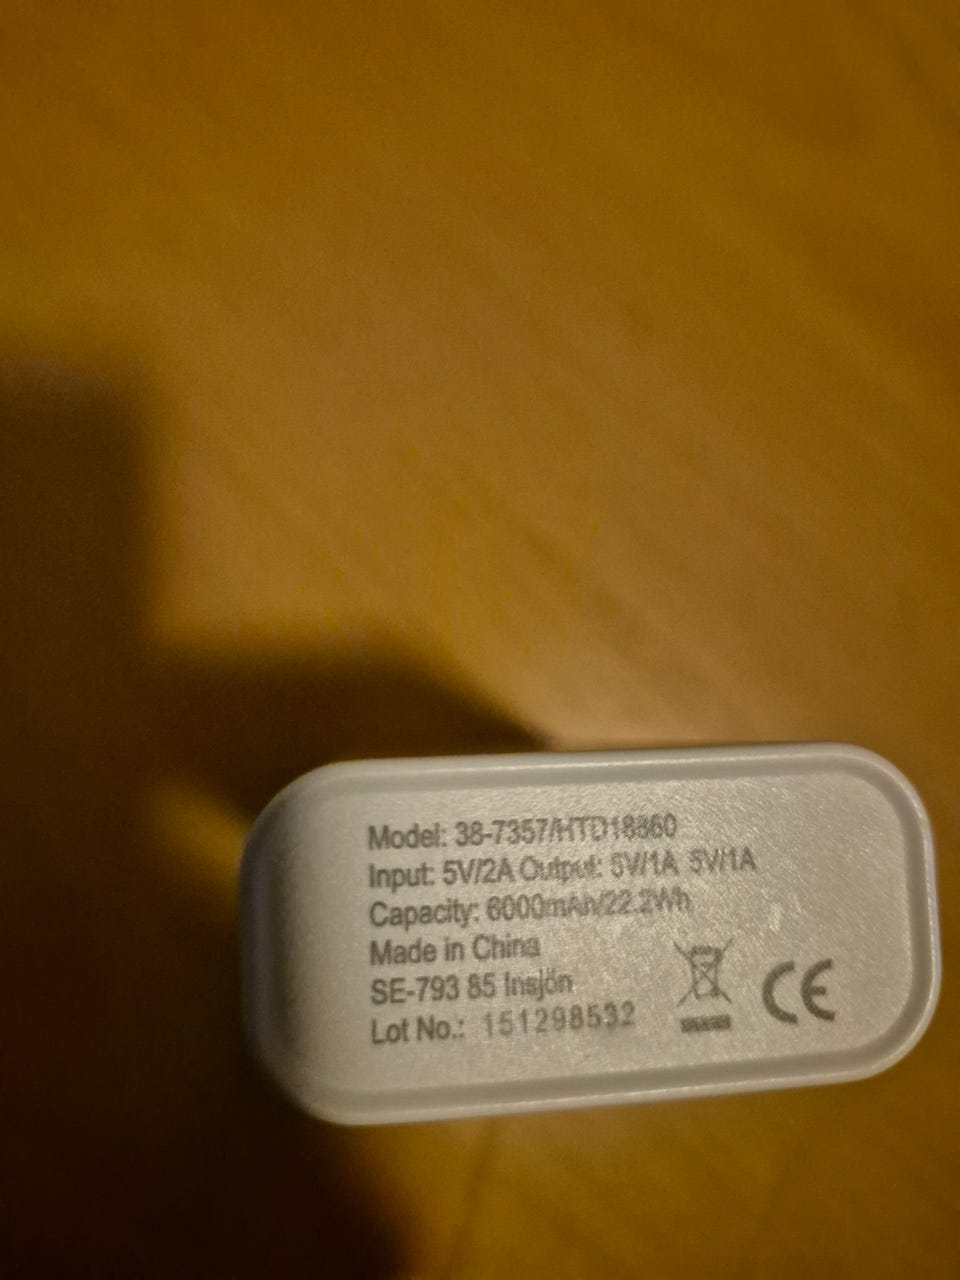 Model: 38-7357/HTD18860
Input: 5V/2A Output: 5V/1A 5V/1A
Capacity: 6000mAh/22.2Wh
Made in China
SE-793 85 Insjön
Lot No.: 151298532
CE